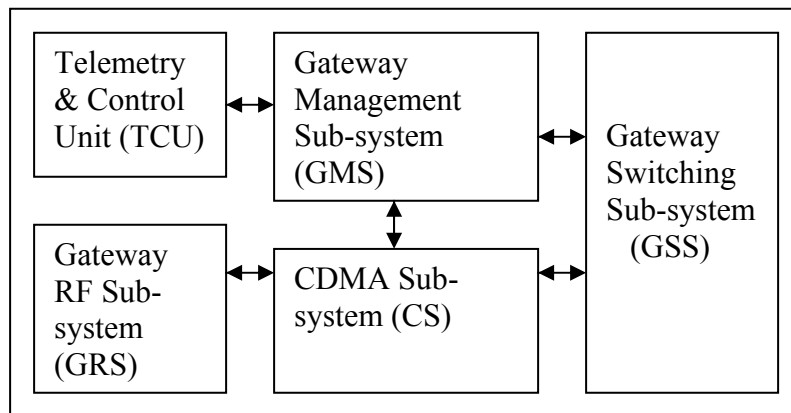 Telemetry
& Control
Unit (TCU)
Gateway
Management
Sub-system
(GMS)
Gateway
Switching
Sub-system
(GSS)
Gateway
RF Sub-
system
(GRS)
CDMA Sub-
system (CS)